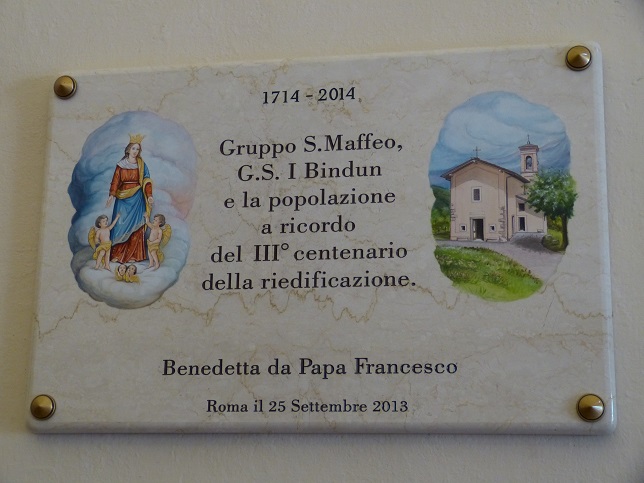 1714 - 2014
Gruppo S.Maffeo,
G.S. I Bindun
e la popolazione
a ricordo
del III° centenario
della riedificazione.
Benedetta da Papa Francesco
Roma il 25 Settembre 2013